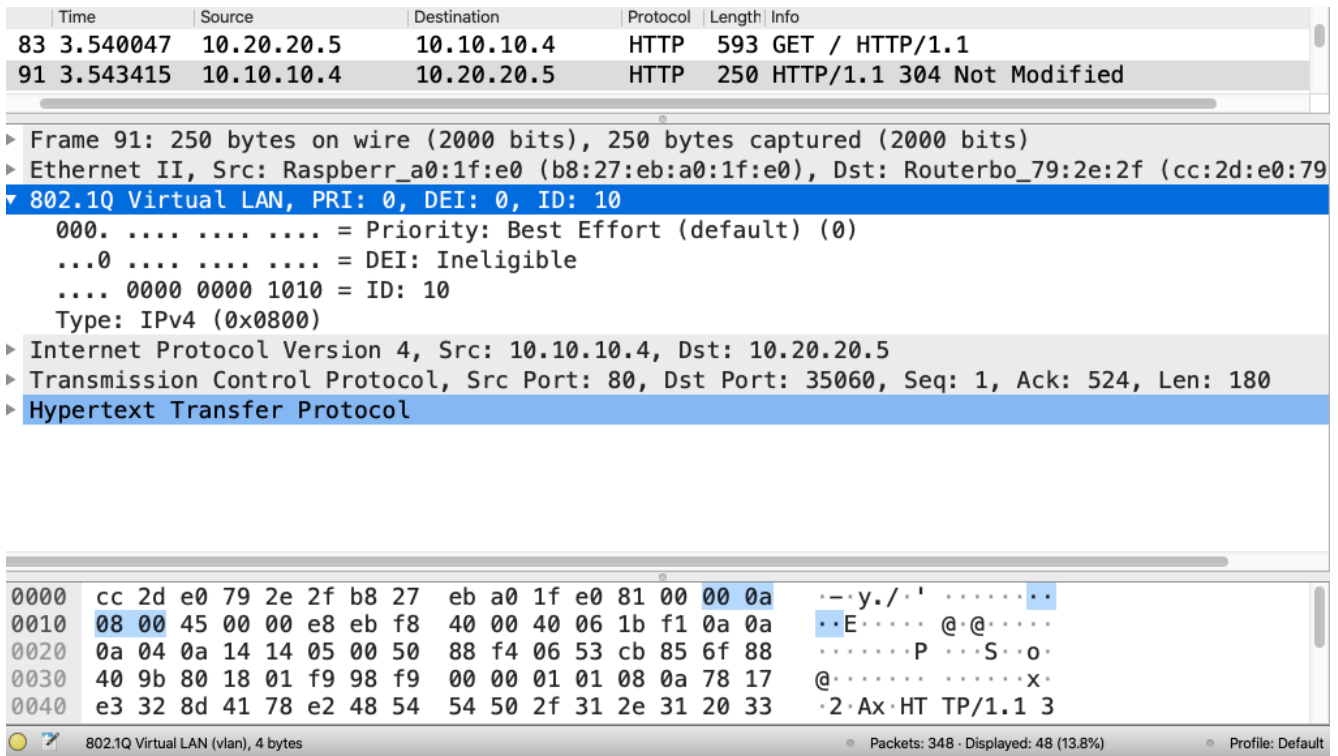 Time Source Destination Protocol Length Info
83 3.540047 10.20.20.5 10.10.10.4 HTTP 593 GET / HTTP/1.1
91 3.543415 10.10.10.4 10.20.20.5 HTTP 250 HTTP/1.1 304 Not Modified
Frame 91: 250 bytes on wire (2000 bits), 250 bytes captured (2000 bits)
Ethernet II, Src: Raspberr_a0:1f:e0 (b8:27:eb:a0:1f:e0), Dst: Routerbo_79:2e:2f (cc:2d:e0:79
802.1Q Virtual LAN, PRI: 0, DEI: 0, ID: 10
000. .... .... .... = Priority: Best Effort (default) (0)
...0 .... .... .... = DEI: Ineligible
.... 0000 0000 1010 = ID: 10
Type: IPv4 (0x0800)
Internet Protocol Version 4, Src: 10.10.10.4, Dst: 10.20.20.5
Transmission Control Protocol, Src Port: 80, Dst Port: 35060, Seq: 1, Ack: 524, Len: 180
Hypertext Transfer Protocol
0000 cc 2d e0 79 2e 2f b8 27 eb a0 1f e0 81 00 00 0a ·-·y./·' ········
0010 08 00 45 00 00 e8 eb f8 40 00 40 06 1b f1 0a 0a ··E····· @·@·····
0020 0a 04 0a 14 14 05 00 50 88 f4 06 53 cb 85 6f 88 ·······P ···S··o·
0030 40 9b 80 18 01 f9 98 f9 00 00 01 01 08 0a 78 17 @······· ······x·
0040 e3 32 8d 41 78 e2 48 54 54 50 2f 31 2e 31 20 33 ·2·Ax·HT TP/1.1 3
802.1Q Virtual LAN (vlan), 4 bytes Packets: 348 · Displayed: 48 (13.8%) Profile: Default